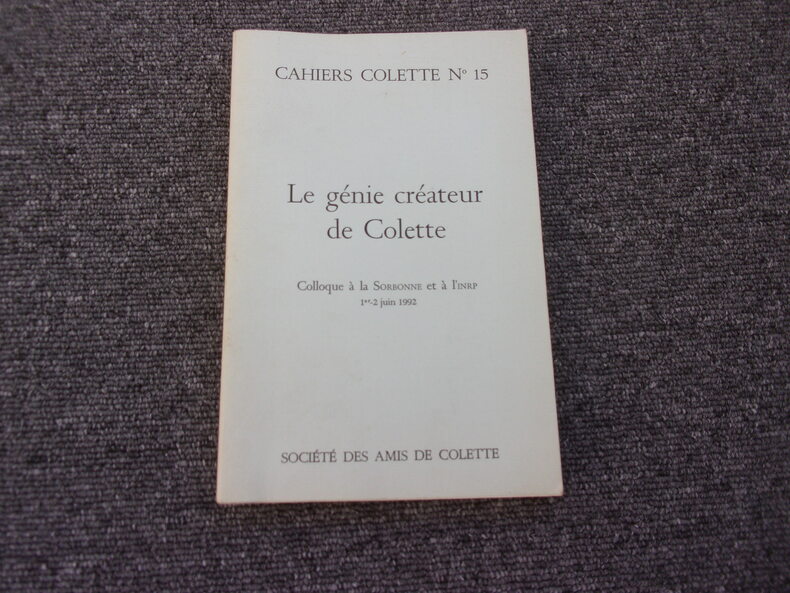 CAHIERS COLETTE Nº 15
Le génie créateur
de Colette
Colloque à la SORBONNE et à l'INRP
1er-2 juin 1992
SOCIÉTÉ DES AMIS DE COLETTE